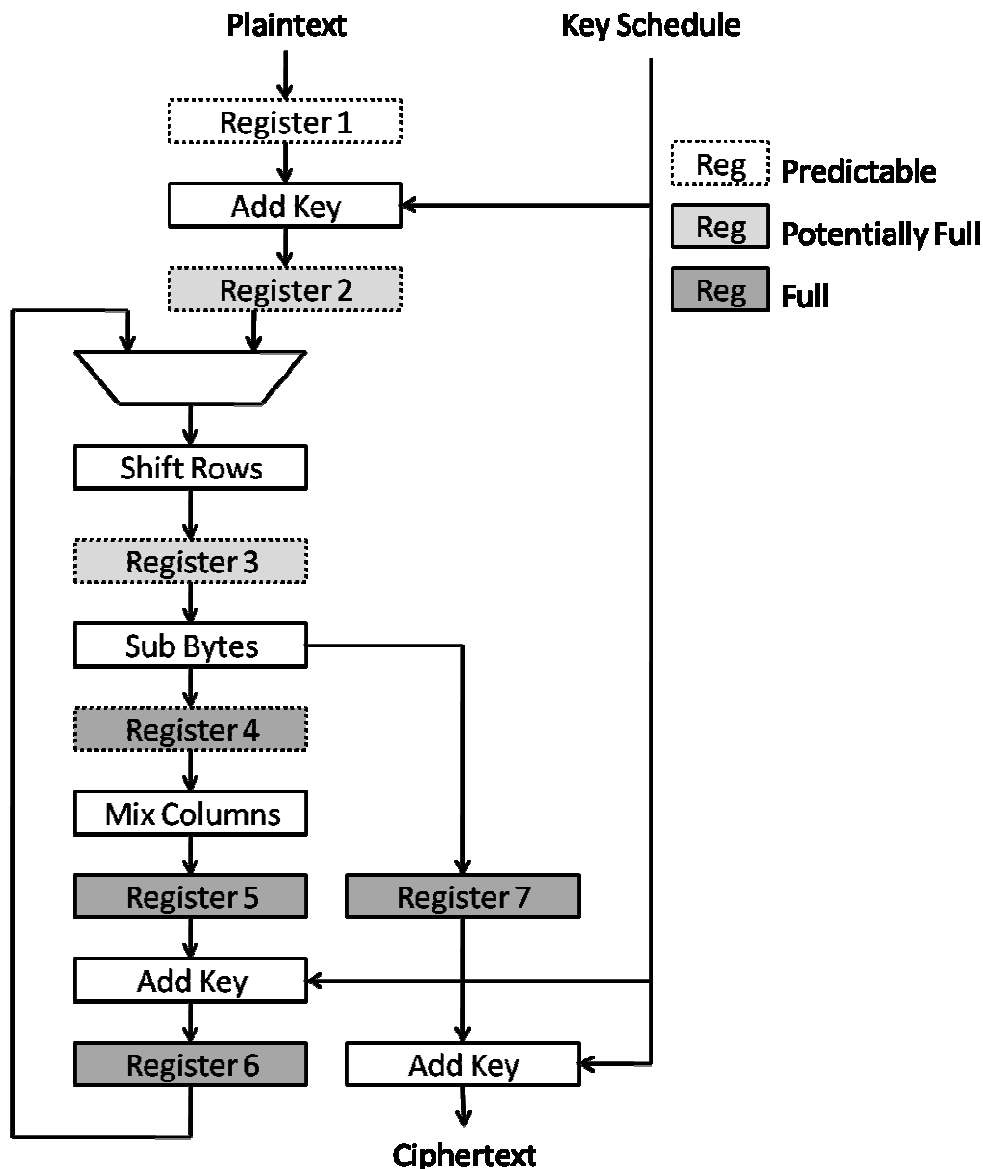 Plaintext
Key Schedule
Register 1
Reg Predictable
Add Key
Reg Potentially Full
Register 2
Reg Full
Shift Rows
Register 3
Sub Bytes
Register 4
Mix Columns
Register 5
Register 7
Add Key
Register 6
Add Key
Ciphertext